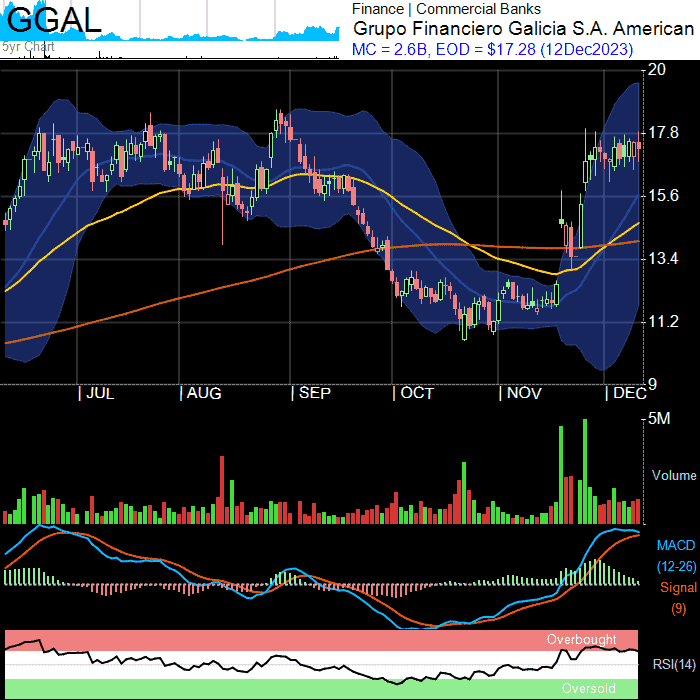 GGAL
5yr Chart
Finance | Commercial Banks
Grupo Financiero Galicia S.A. American
MC = 2.6B, EOD = $17.28 (12Dec2023)
20
17.8
15.6
13.4
11.2
9
| JUL | AUG | SEP | OCT | NOV | DEC
5M
Volume
MACD
(12-26)
Signal
(9)
Overbought
RSI(14)
Oversold